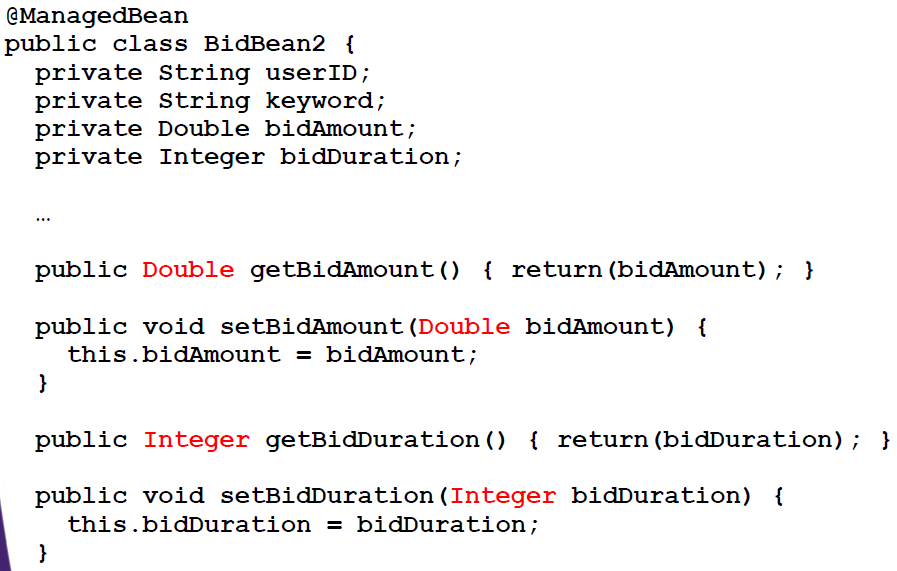 @ManagedBean
public class BidBean2 {
private String userID;
private String keyword;
private Double bidAmount;
private Integer bidDuration;
…
public Double getBidAmount() { return(bidAmount); }
public void setBidAmount(Double bidAmount) {
this.bidAmount = bidAmount;
}
public Integer getBidDuration() { return(bidDuration); }
public void setBidDuration(Integer bidDuration) {
this.bidDuration = bidDuration;
}